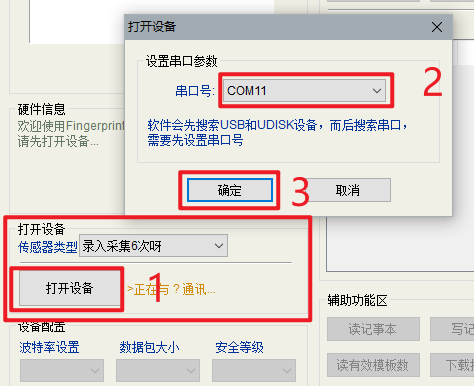 打开设备
设置串口参数
串口号:
COM11
2
软件会先搜索USB和UDISK设备，而后搜索串口，
需要先设置串口号
确定
3
取消
硬件信息
欢迎使用Fingerprint
请先打开设备...
打开设备
传感器类型
录入采集6次呀
打开设备
1
>正在与？通讯...
设备配置
波特率设置
数据包大小
安全等级
辅助功能区
读记事本
写记
读有效模板数
下载